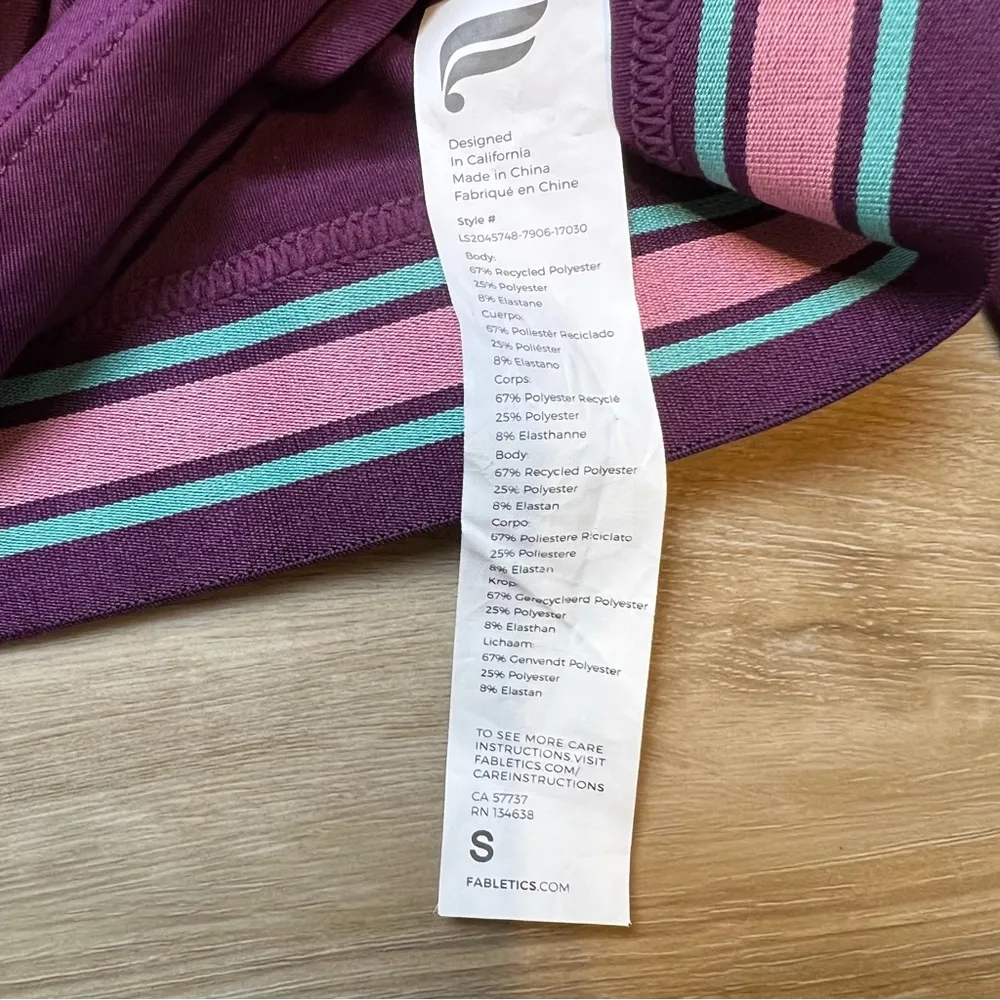 Designed
In California
Made in China
Fabriqué en Chine
Style #
LS2045748-7906-17030
Body:
67% Recycled Polyester
25% Polyester
8% Elastane
Cuerpo:
67% Poliestér Reciclado
25% Poliéster
8% Elastano
Corps:
67% Polyester Recyclé
25% Polyester
8% Elasthanne
Body:
67% Recycled Polyester
25% Polyester
8% Elastan
Corpo:
67% Poliestere Riciclato
25% Poliestere
8% Elastan
Krop:
67% Gerecycleerd Polyester
25% Polyester
8% Elasthan
Lichaam:
67% Genvendt Polyester
25% Polyester
8% Elastan
TO SEE MORE CARE
INSTRUCTIONS VISIT
FABLETICS.COM/
CAREINSTRUCTIONS
CA 57737
RN 134638
S
FABLETICS.COM